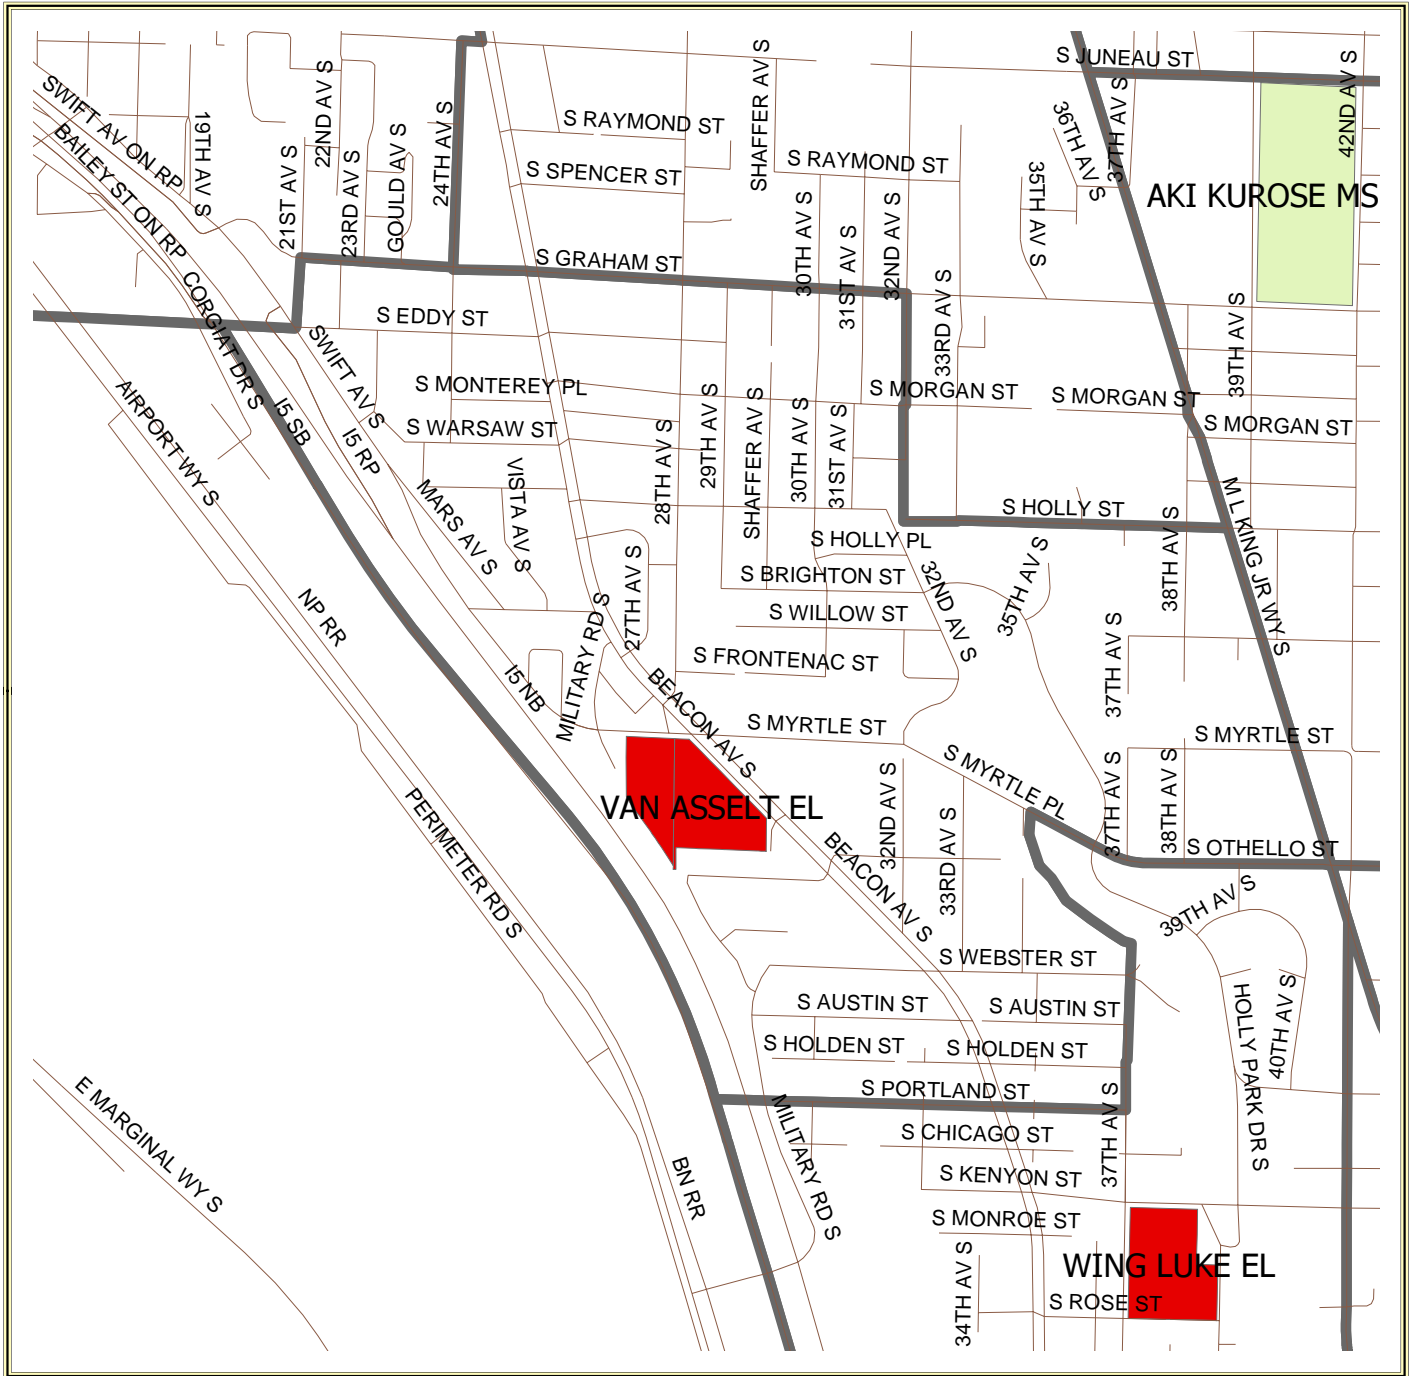 S JUNEAU ST
SWIFT AV ON RP
BAILEY ST ON RP
19TH AV S
21ST AV S
22ND AV S
23RD AV S
GOULD AV S
24TH AV S
S RAYMOND ST
S SPENCER ST
SHAFFER AV S
S RAYMOND ST
36TH AV S
37TH AV S
35TH AV S
42ND AV S
AKI KUROSE MS
S GRAHAM ST
30TH AV S
31ST AV S
32ND AV S
33RD AV S
39TH AV S
CORGIAT DR S
S EDDY ST
SWIFT AV S
S MONTEREY PL
S WARSAW ST
I5 SB
I5 RP
AIRPORT WY S
MARS AV S
VISTA AV S
28TH AV S
29TH AV S
SHAFFER AV S
30TH AV S
31ST AV S
S MORGAN ST
S MORGAN ST
S MORGAN ST
S HOLLY ST
S HOLLY PL
S BRIGHTON ST
S WILLOW ST
S FRONTENAC ST
32ND AV S
35TH AV S
38TH AV S
M L KING JR WY S
NP RR
27TH AV S
MILITARY RD S
I5 NB
BEACON AV S
S MYRTLE ST
37TH AV S
S MYRTLE ST
VAN ASSELT EL
S MYRTLE PL
PERIMETER RD S
BEACON AV S
32ND AV S
33RD AV S
37TH AV S
38TH AV S
S OTHELLO ST
39TH AV S
S WEBSTER ST
S AUSTIN ST
S AUSTIN ST
HOLLY PARK DR S
40TH AV S
S HOLDEN ST
S HOLDEN ST
S PORTLAND ST
E MARGINAL WY S
MILITARY RD S
S CHICAGO ST
37TH AV S
BN RR
S KENYON ST
S MONROE ST
34TH AV S
WING LUKE EL
S ROSE ST